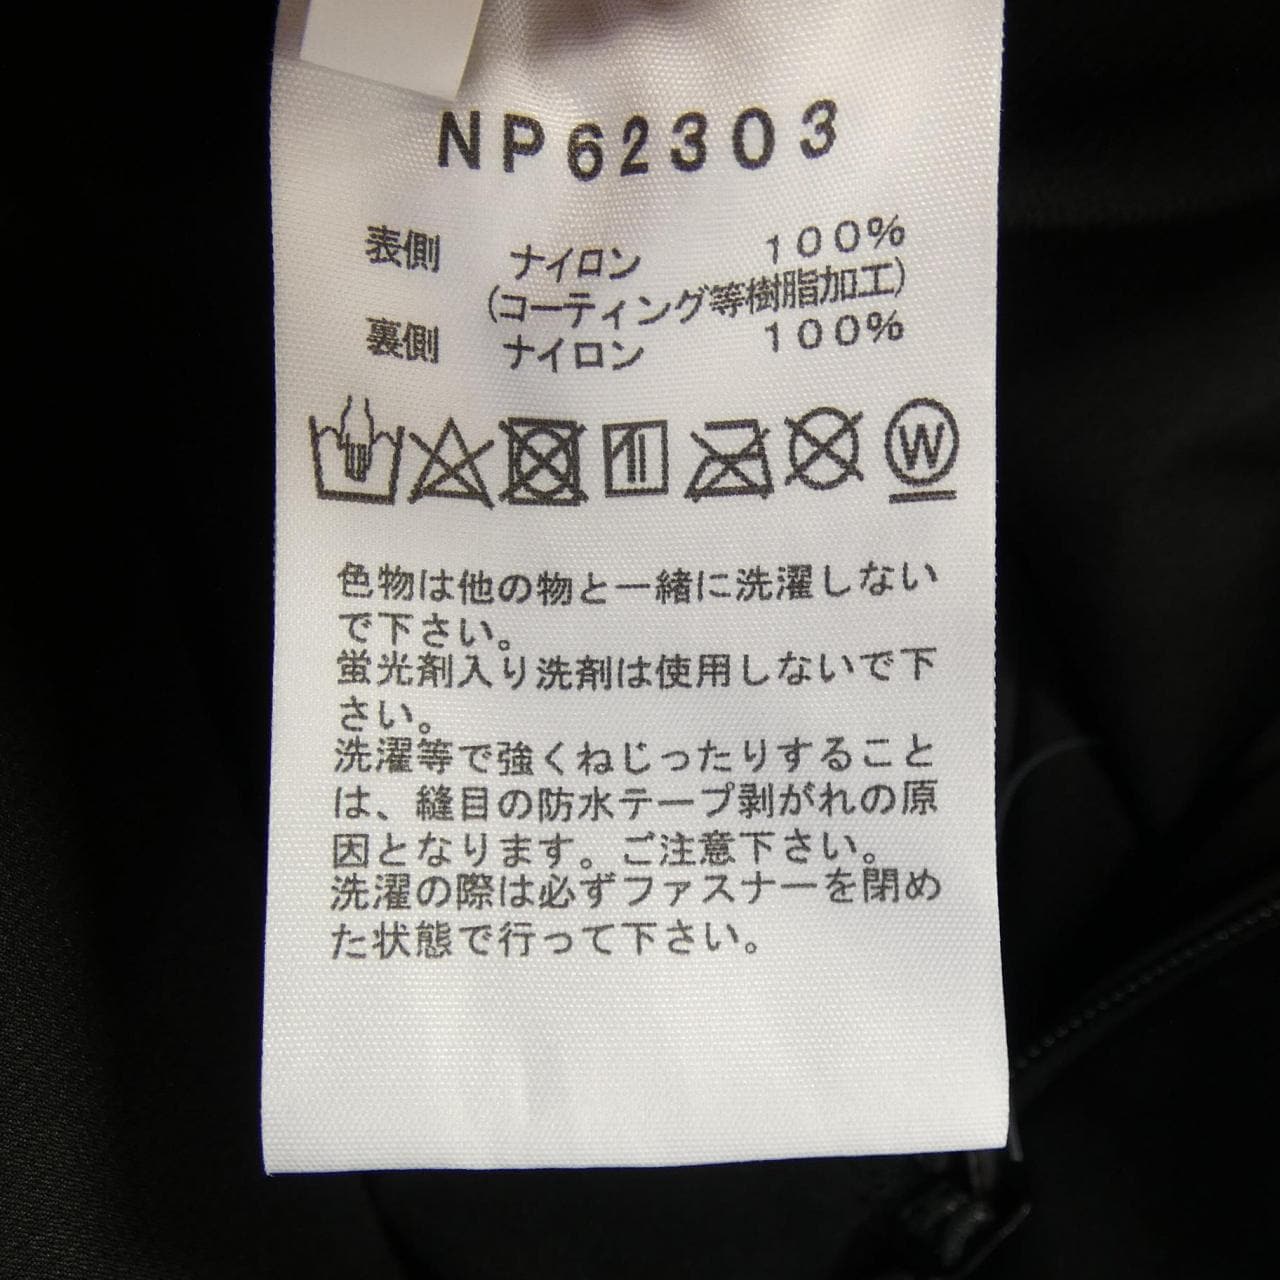 NP62303
表側 ナイロン 100%
(コーティング等樹脂加工)
裏側 ナイロン 100%
W
色物は他の物と一緒に洗濯しない
で下さい。
蛍光剤入り洗剤は使用しないで下
さい。
洗濯等で強くねじったりすること
は、縫目の防水テープ剥がれの原
因となります。ご注意下さい。
洗濯の際は必ずファスナーを閉め
た状態で行って下さい。